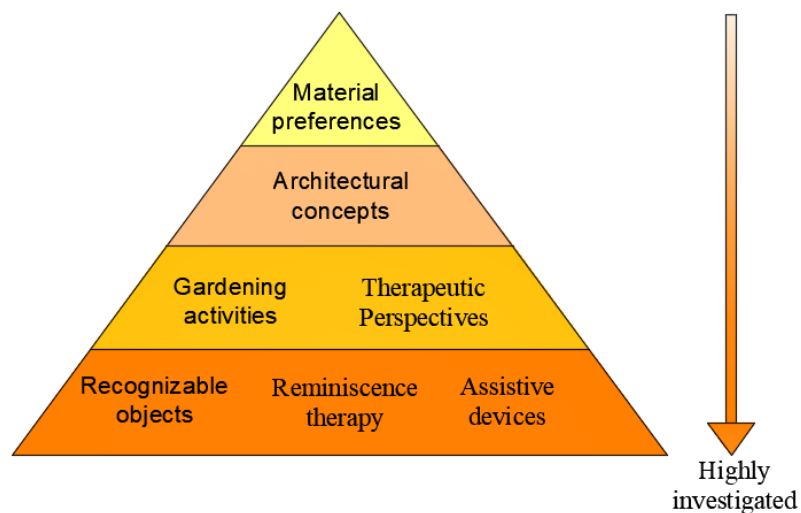 Material
preferences
Architectural
concepts
Gardening
activities
Therapeutic
Perspectives
Recognizable
objects
Reminiscence
therapy
Assistive
devices
Highly
investigated